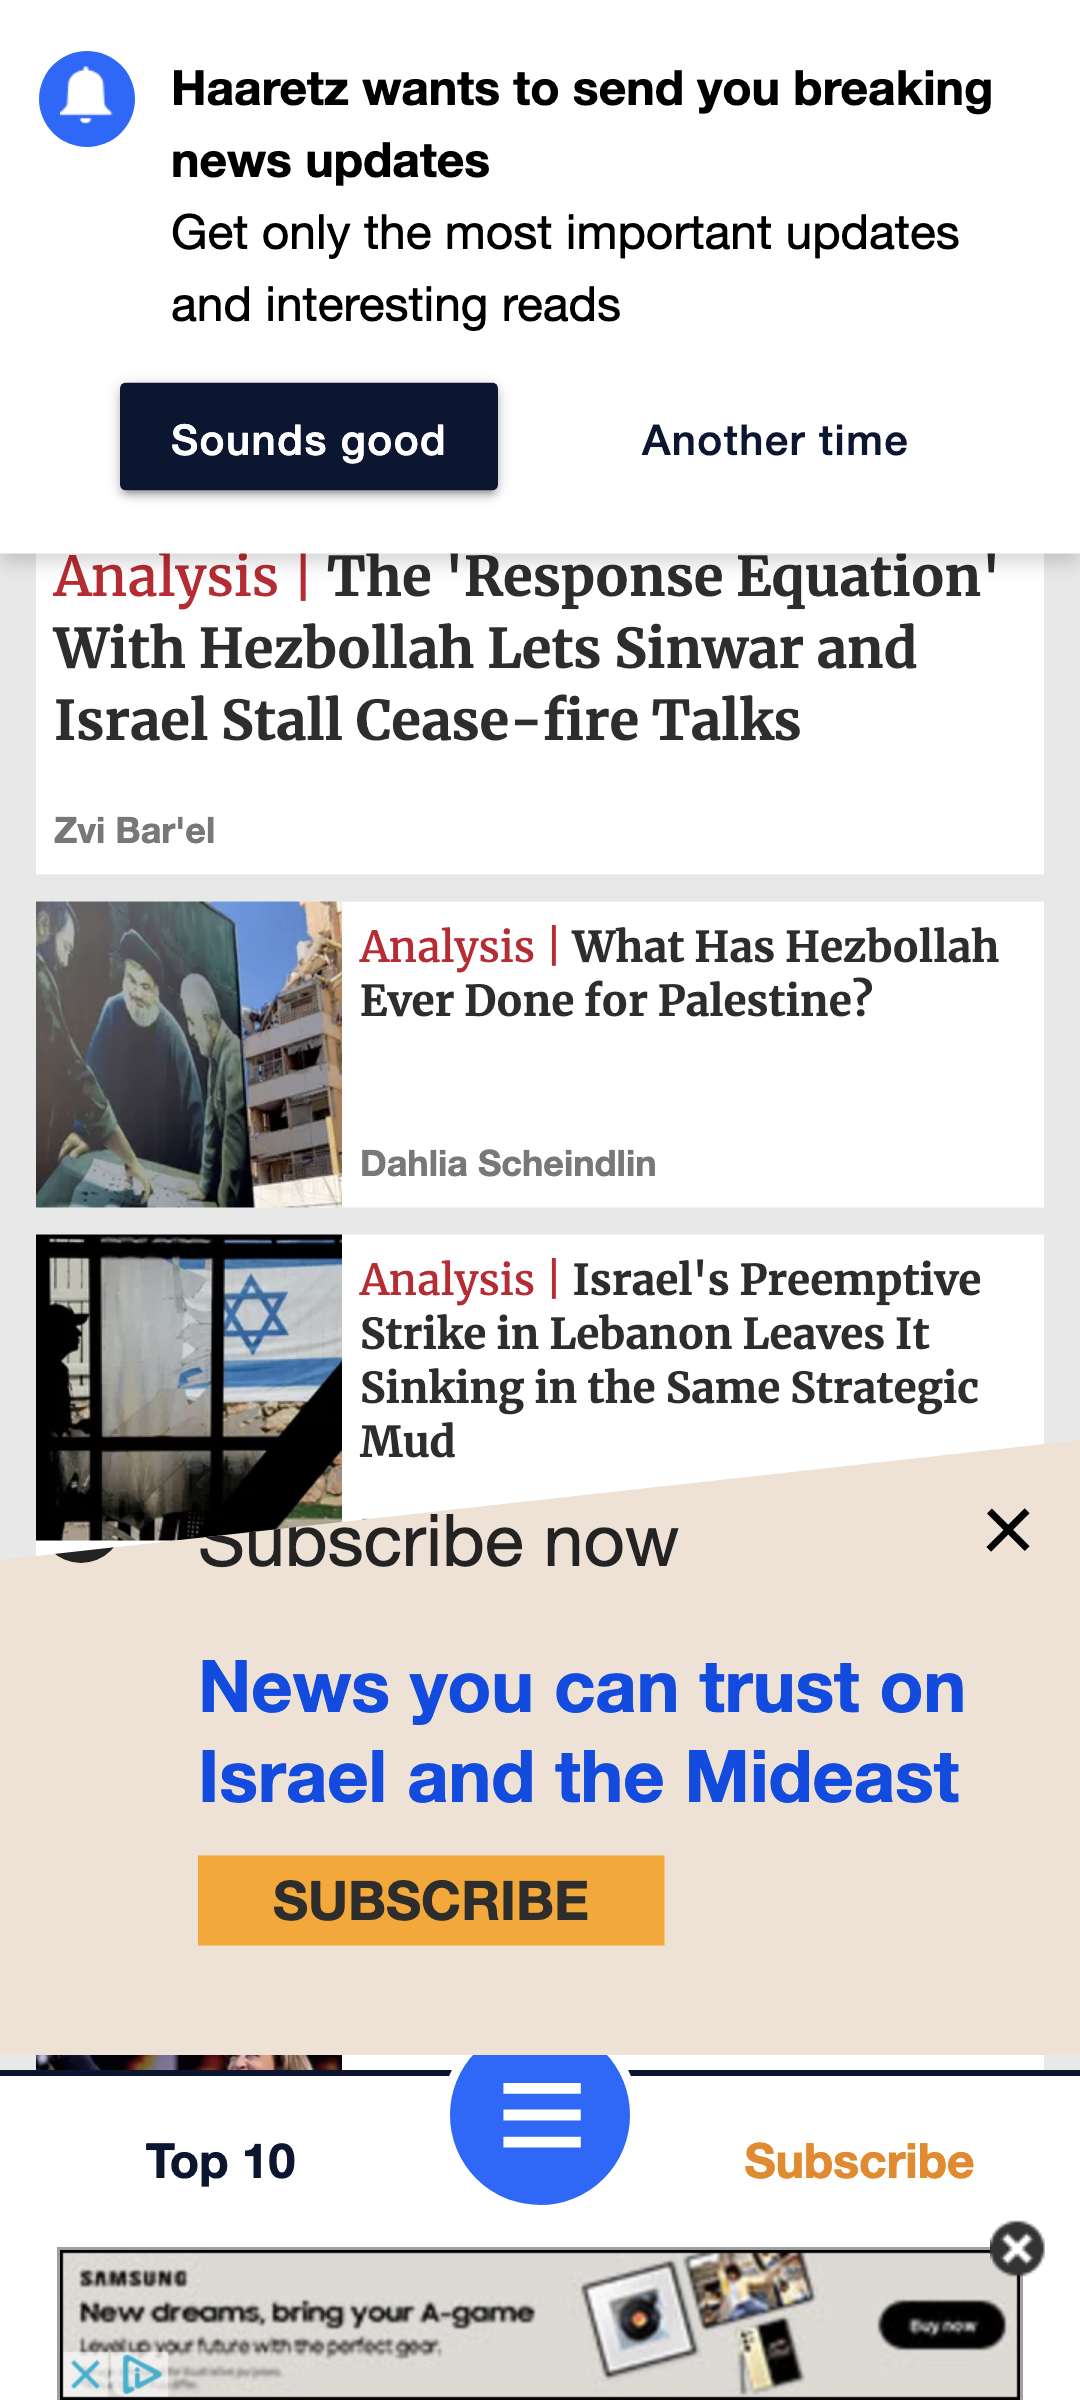 Haaretz wants to send you breaking
news updates
Get only the most important updates
and interesting reads
Sounds good
Another time
Analysis | The 'Response Equation'
With Hezbollah Lets Sinwar and
Israel Stall Cease-fire Talks
Zvi Bar'el
Analysis | What Has Hezbollah
Ever Done for Palestine?
Dahlia Scheindlin
Analysis | Israel's Preemptive
Strike in Lebanon Leaves It
Sinking in the Same Strategic
Mud
Subscribe now
News you can trust on
Israel and the Mideast
SUBSCRIBE
Top 10
Subscribe
SAMSUNG
New dreams, bring your A-game
Level up your future with the perfect gear.
Buy now
for illustrative purposes.